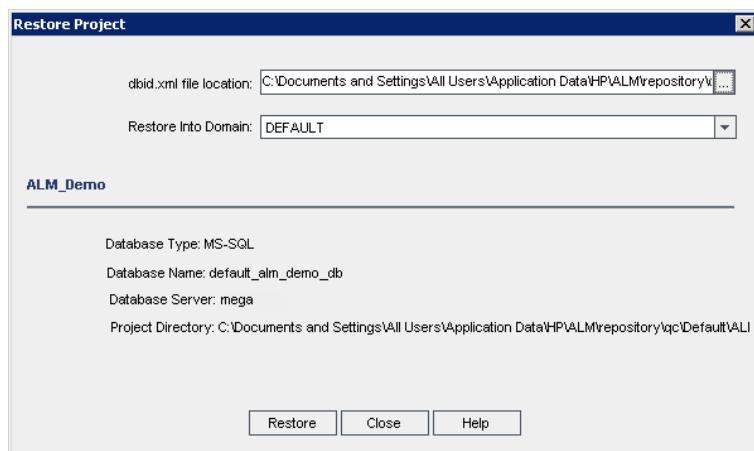 Restore Project
dbid.xml file location: C:\Documents and Settings\All Users\Application Data\HP\ALM\repository\ ...
Restore Into Domain: DEFAULT
ALM_Demo
Database Type: MS-SQL
Database Name: default_alm_demo_db
Database Server: mega
Project Directory: C:\Documents and Settings\All Users\Application Data\HP\ALM\repository\qc\Default\ALI
Restore Close Help